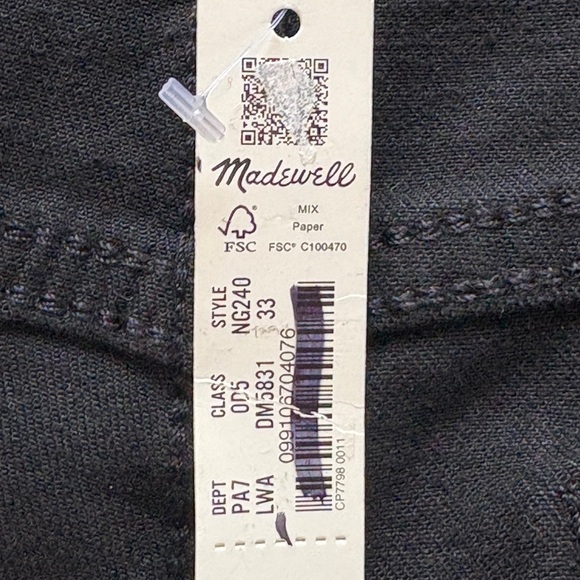 Madewell
FSC
MIX
Paper
FSC® C100470
DEPT CLASS STYLE
PA7 0D5 NG240
LWA DM5831 33
099106704076
CP7798 0011